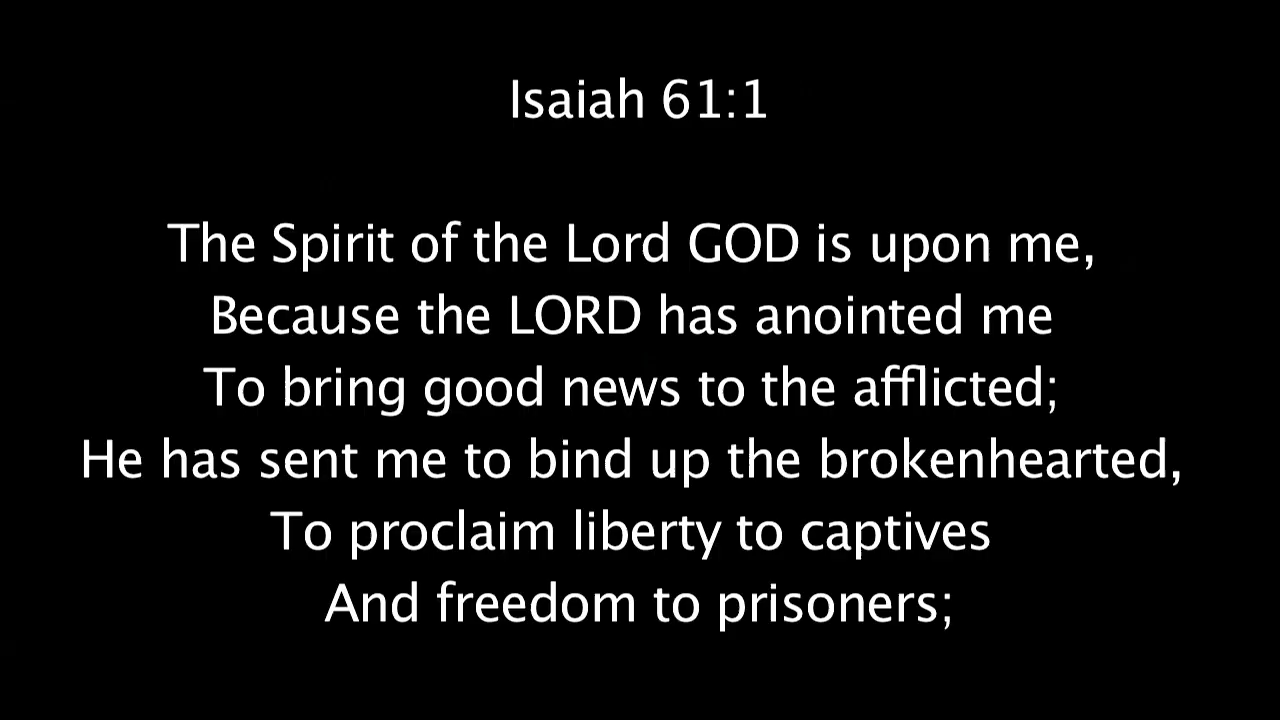 Isaiah 61:1
The Spirit of the Lord GOD is upon me,
Because the LORD has anointed me
To bring good news to the afflicted;
He has sent me to bind up the brokenhearted,
To proclaim liberty to captives
And freedom to prisoners;